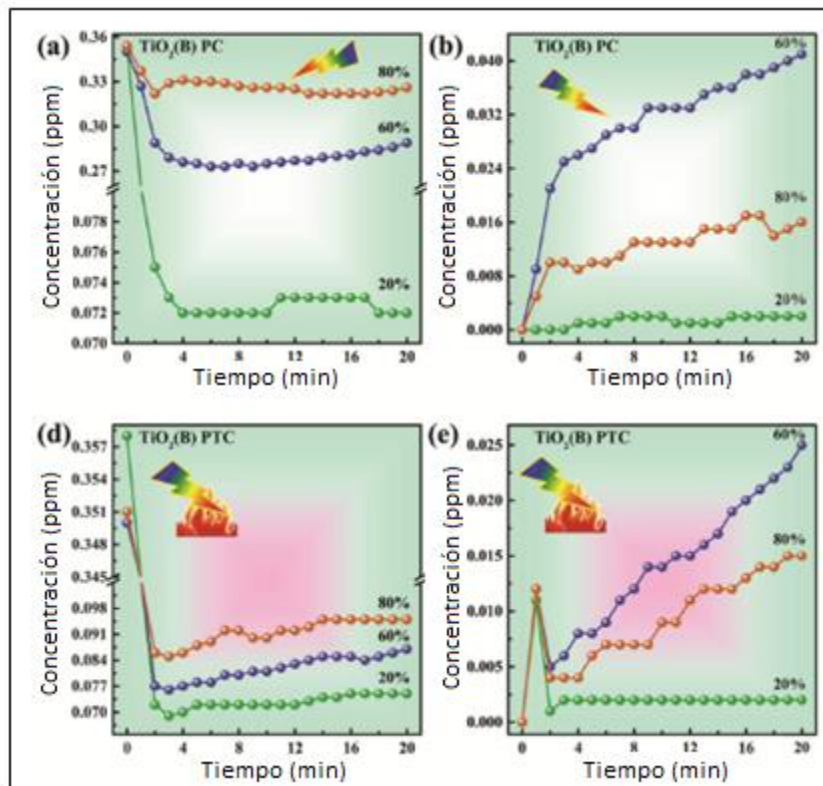 (a) TiO₂(B) PC
Concentración (ppm)
0.36
0.33
0.30
0.27
0.078
0.076
0.074
0.072
0.070
80%
60%
20%
0 4 8 12 16 20
Tiempo (min)
(b) TiO₂(B) PC
Concentración (ppm)
0.040
0.032
0.024
0.016
0.008
0.000
60%
80%
20%
0 4 8 12 16 20
Tiempo (min)
(d) TiO₂(B) PTC
Concentración (ppm)
0.357
0.354
0.351
0.348
0.345
0.098
0.091
0.084
0.077
0.070
80%
60%
20%
0 4 8 12 16 20
Tiempo (min)
(e) TiO₂(B) PTC
Concentración (ppm)
0.025
0.020
0.015
0.010
0.005
0.000
60%
80%
20%
0 4 8 12 16 20
Tiempo (min)